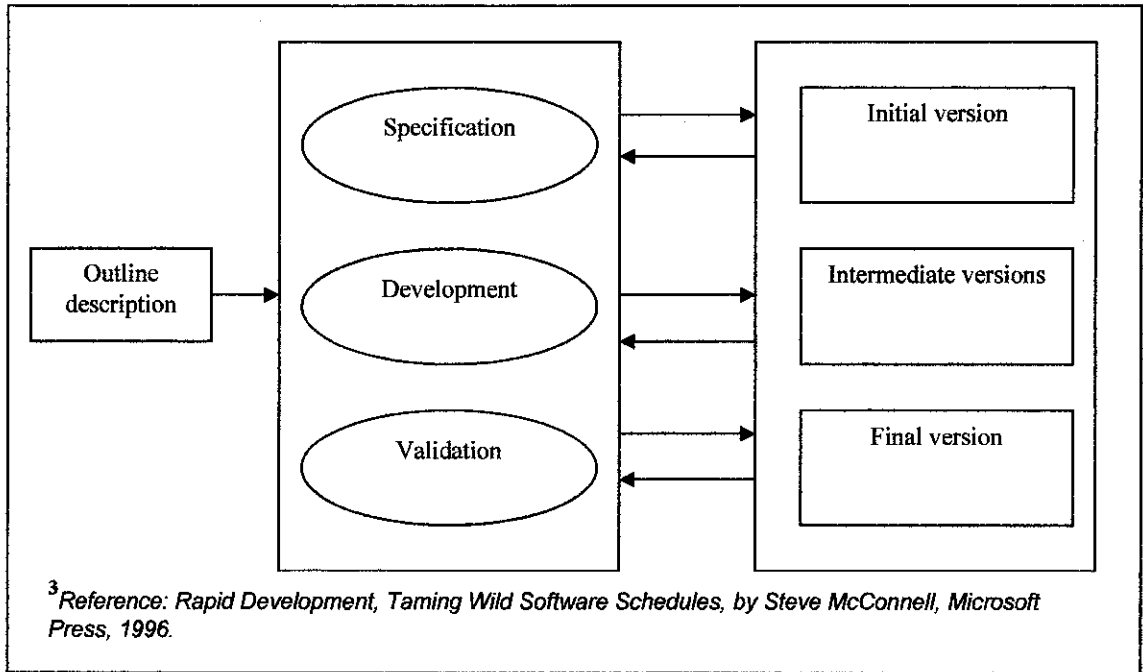 Specification
Initial version
Outline
description
Development
Intermediate versions
Validation
Final version
3Reference: Rapid Development, Taming Wild Software Schedules, by Steve McConnell, Microsoft
Press, 1996.